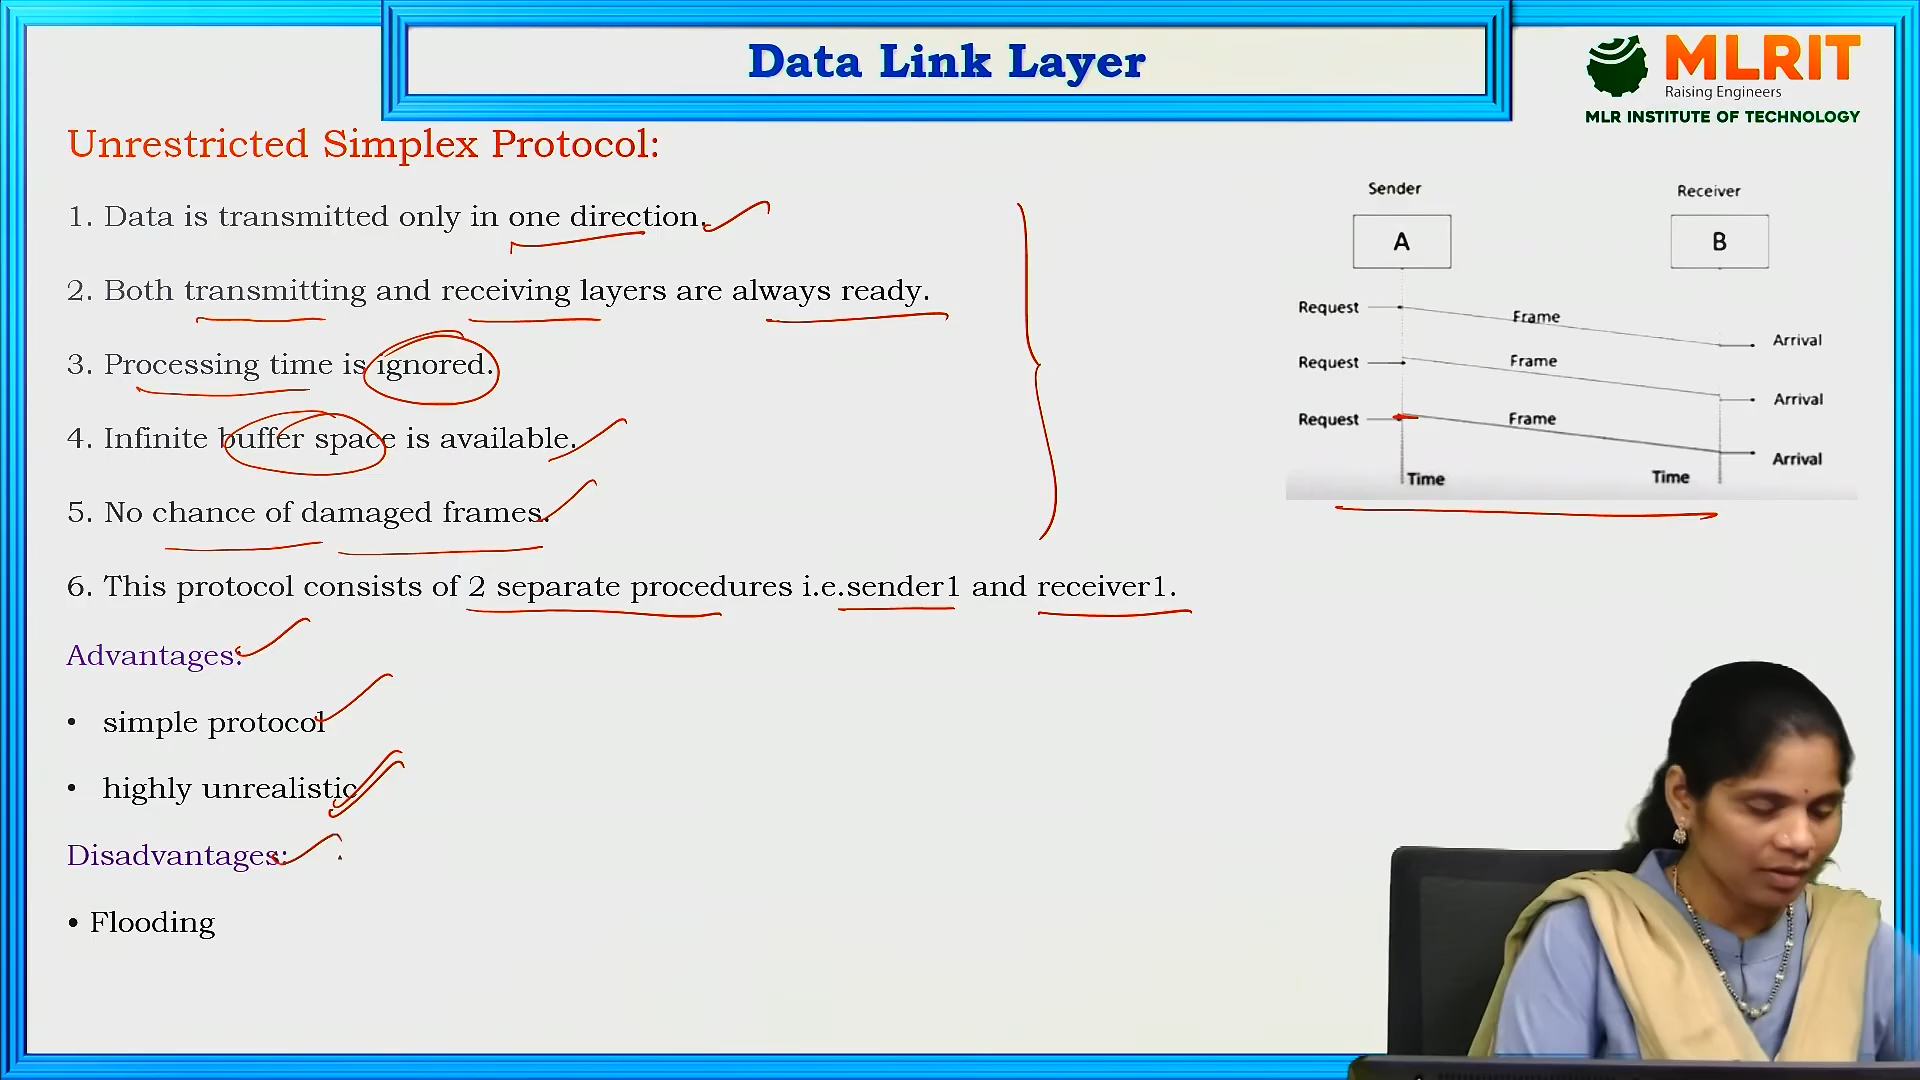 Data Link Layer
MLRIT
Raising Engineers
MLR INSTITUTE OF TECHNOLOGY
Unrestricted Simplex Protocol:
1. Data is transmitted only in one direction.
2. Both transmitting and receiving layers are always ready.
3. Processing time is ignored.
4. Infinite buffer space is available.
5. No chance of damaged frames.
6. This protocol consists of 2 separate procedures i.e.sender1 and receiver1.
Advantages:
• simple protocol
• highly unrealistic
Disadvantages:
• Flooding
Sender Receiver
A B
Request Frame Arrival
Request Frame Arrival
Request Frame Arrival
Time Time